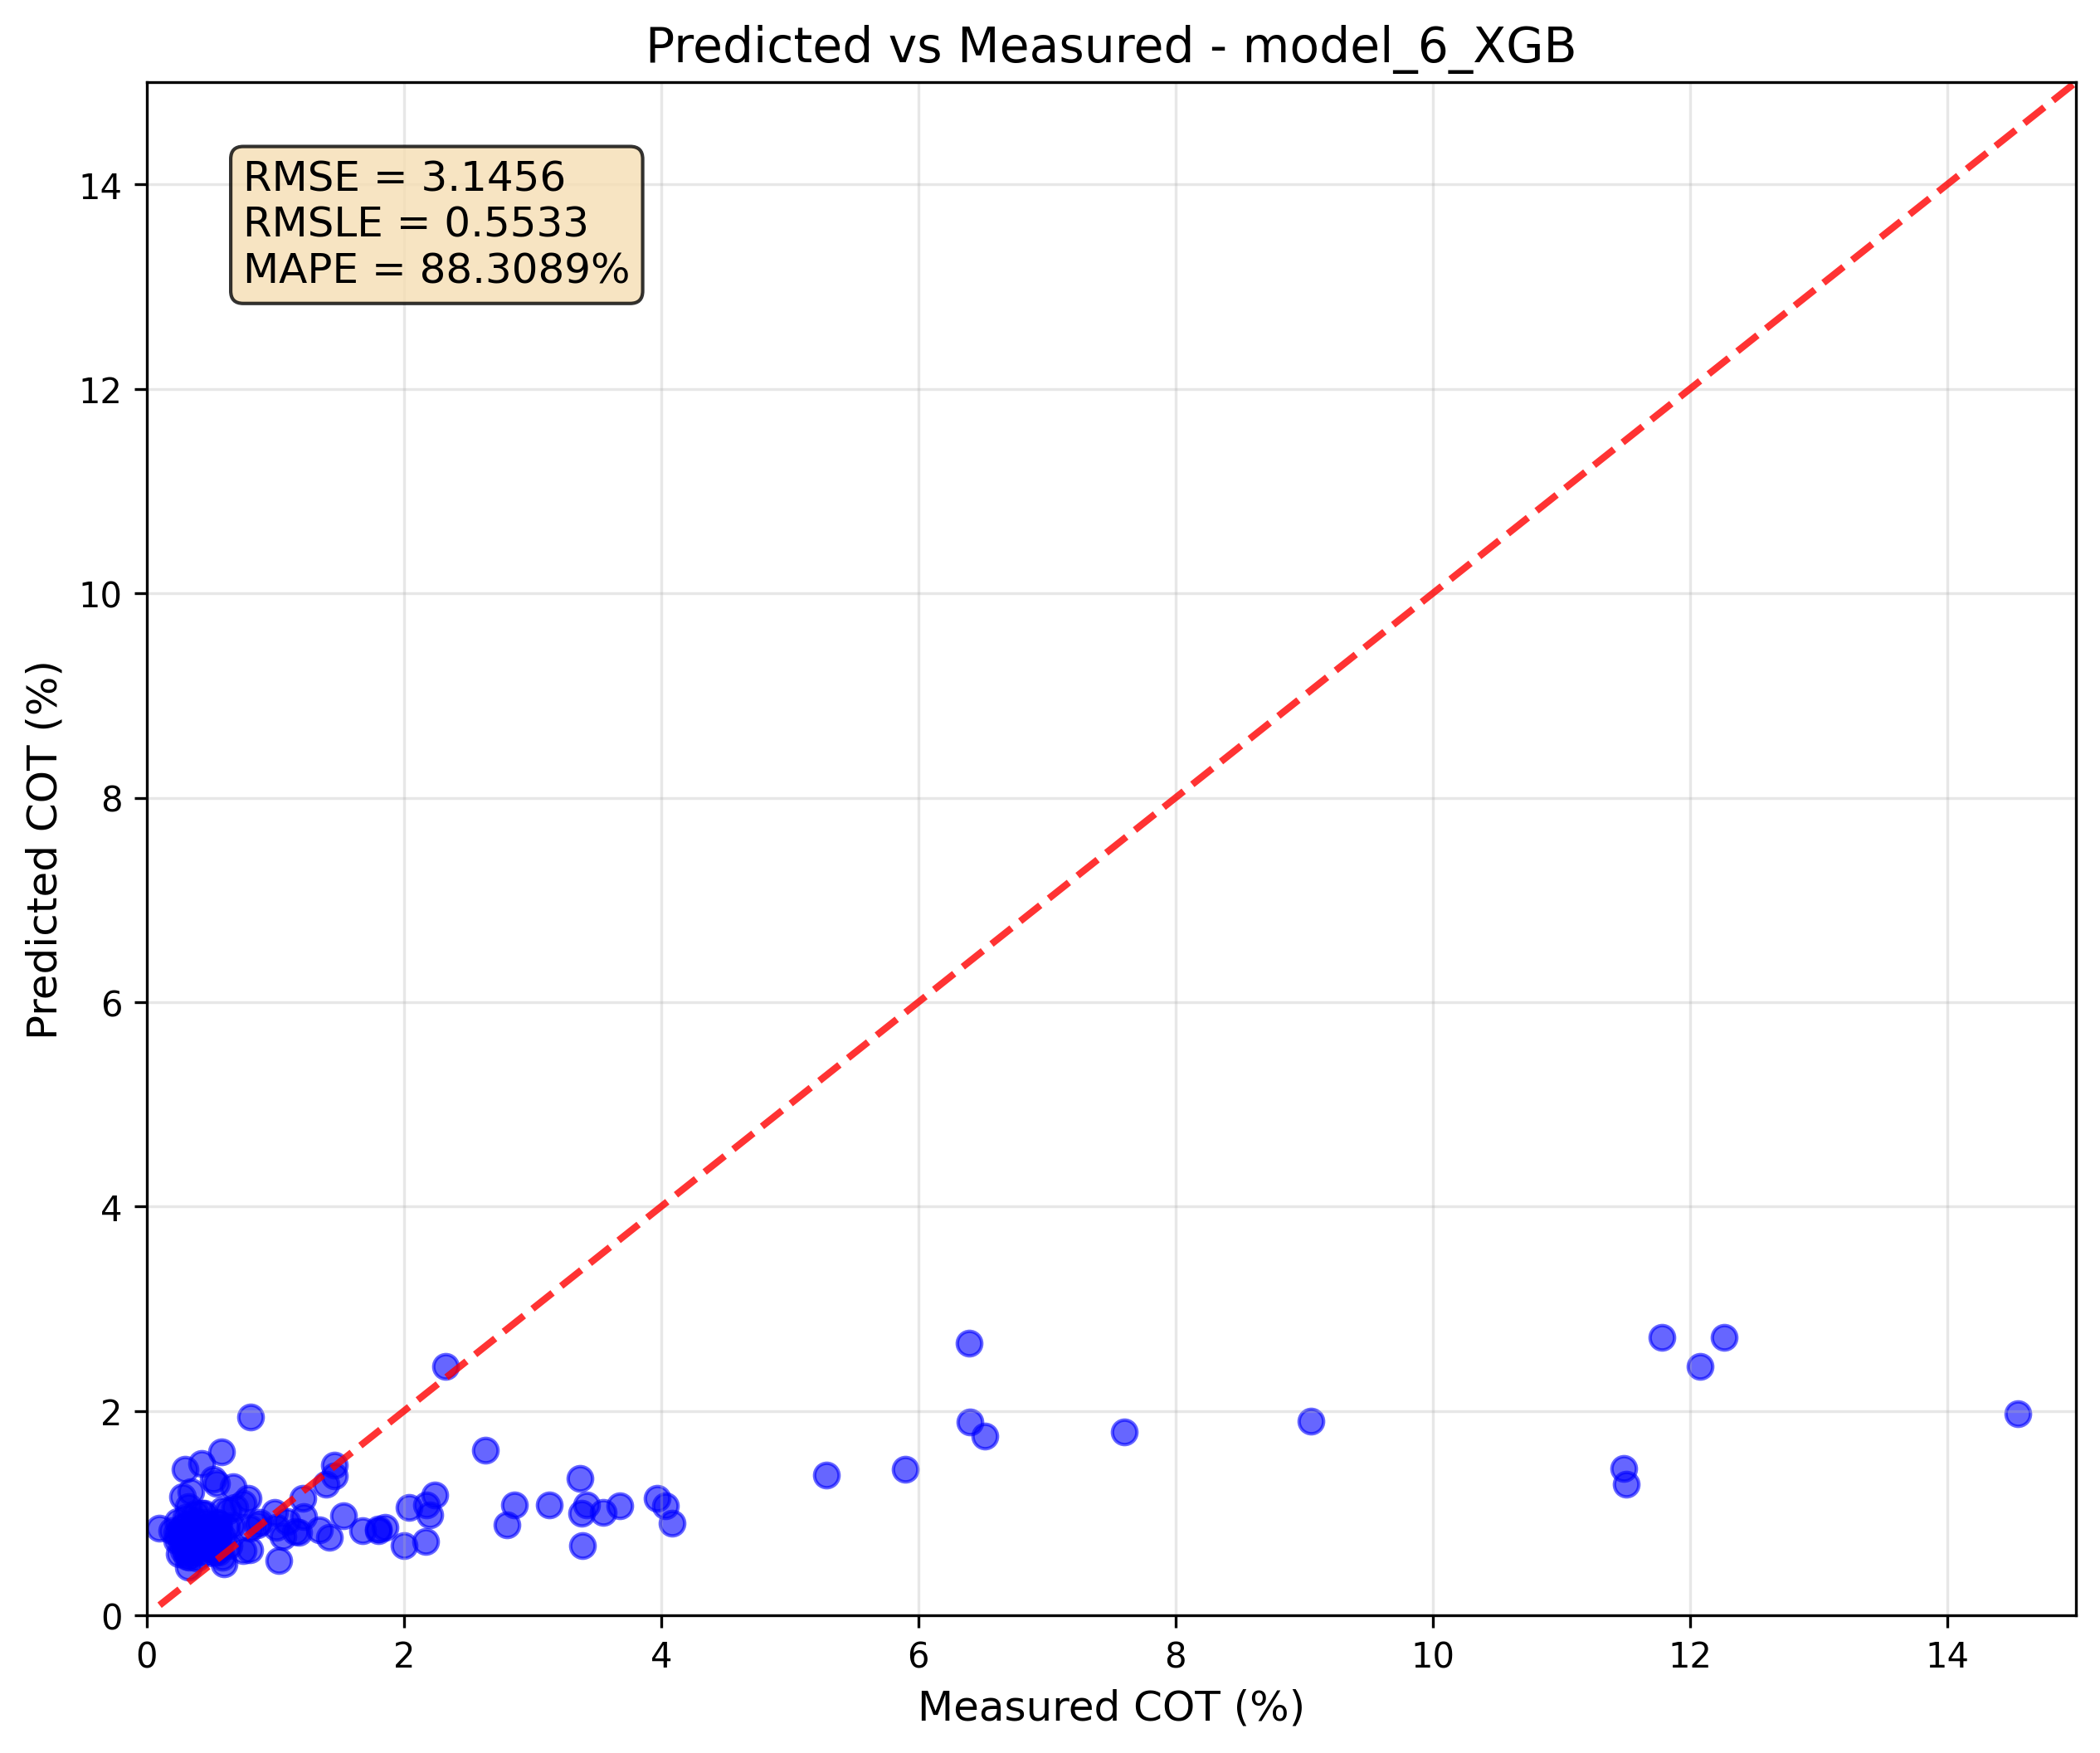 Predicted vs Measured - model_6_XGB
RMSE = 3.1456
RMSLE = 0.5533
MAPE = 88.3089%
14
12
10
8
6
4
2
0
Predicted COT (%)
0 2 4 6 8 10 12 14
Measured COT (%)